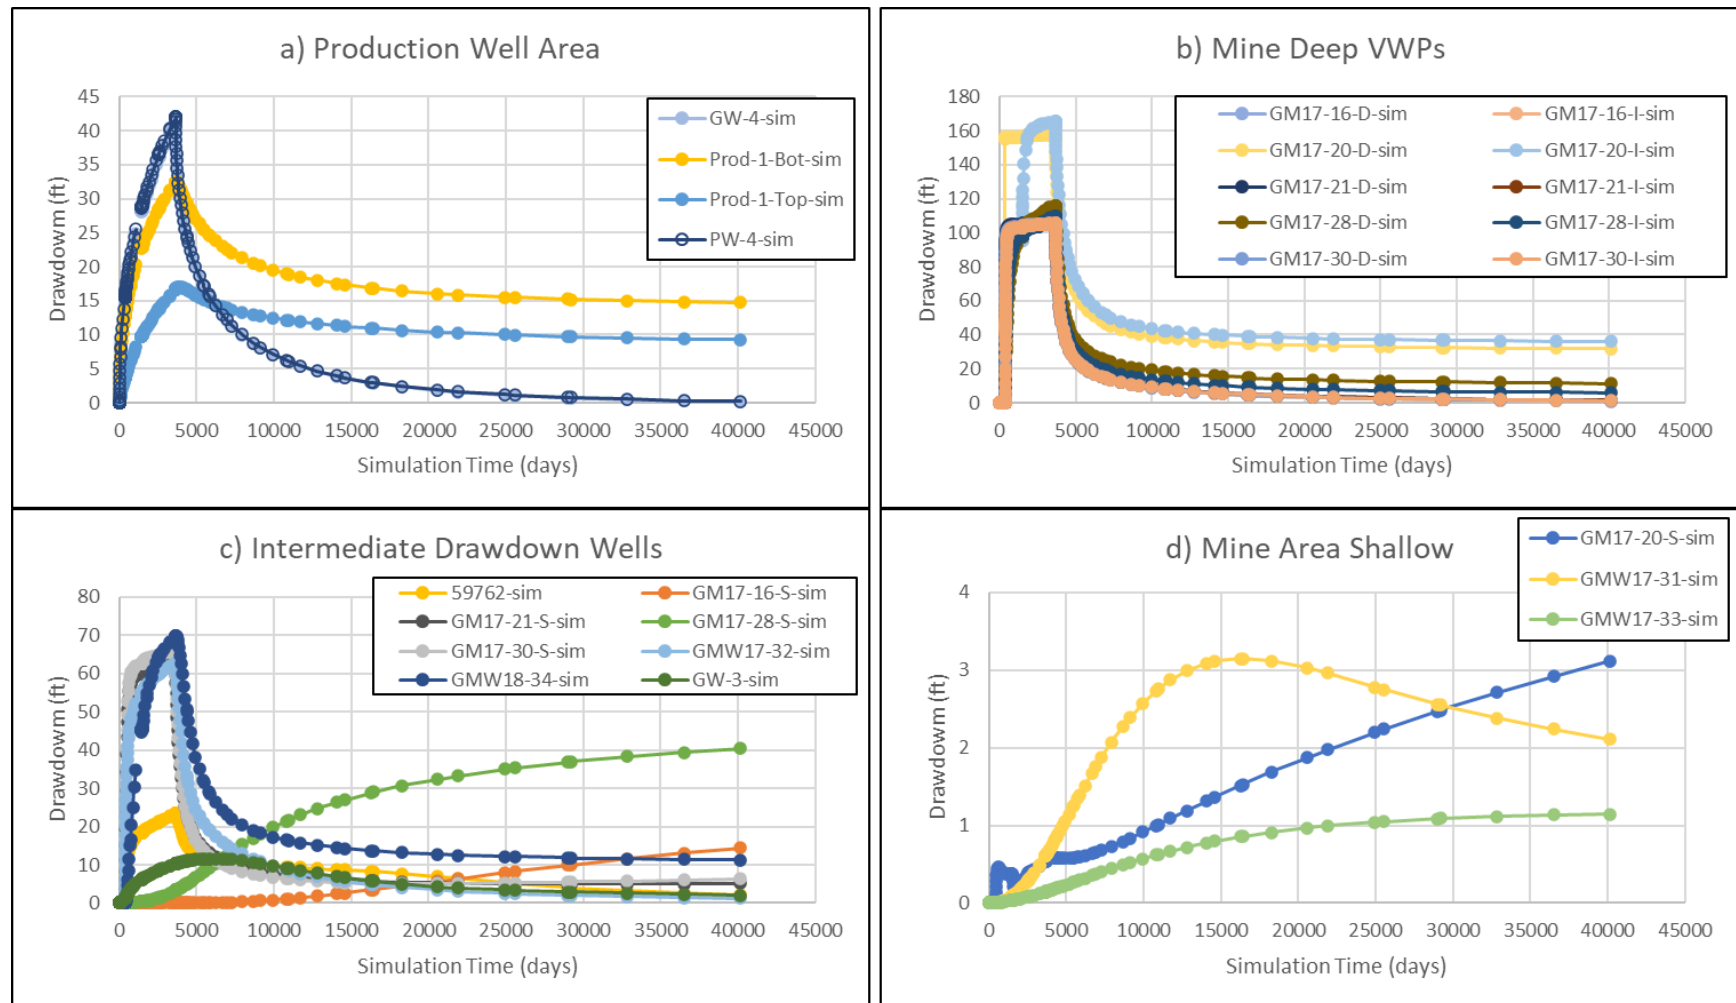 a) Production Well Area
45
40
35
30
25
20
15
10
5
0
Drawdowm (ft)
0 5000 10000 15000 20000 25000 30000 35000 40000 45000
Simulation Time (days)
GW-4-sim
Prod-1-Bot-sim
Prod-1-Top-sim
PW-4-sim
b) Mine Deep VWPs
180
160
140
120
100
80
60
40
20
0
Drawdowm (ft)
0 5000 10000 15000 20000 25000 30000 35000 40000 45000
Simulation Time (days)
GM17-16-D-sim GM17-16-I-sim
GM17-20-D-sim GM17-20-I-sim
GM17-21-D-sim GM17-21-I-sim
GM17-28-D-sim GM17-28-I-sim
GM17-30-D-sim GM17-30-I-sim
c) Intermediate Drawdown Wells
80
70
60
50
40
30
20
10
0
Drawdowm (ft)
0 5000 10000 15000 20000 25000 30000 35000 40000 45000
Simulation Time (days)
59762-sim GM17-16-S-sim
GM17-21-S-sim GM17-28-S-sim
GM17-30-S-sim GMW17-32-sim
GMW18-34-sim GW-3-sim
d) Mine Area Shallow
4
3
2
1
0
Drawdowm (ft)
0 5000 10000 15000 20000 25000 30000 35000 40000 45000
Simulation Time (days)
GM17-20-S-sim
GMW17-31-sim
GMW17-33-sim